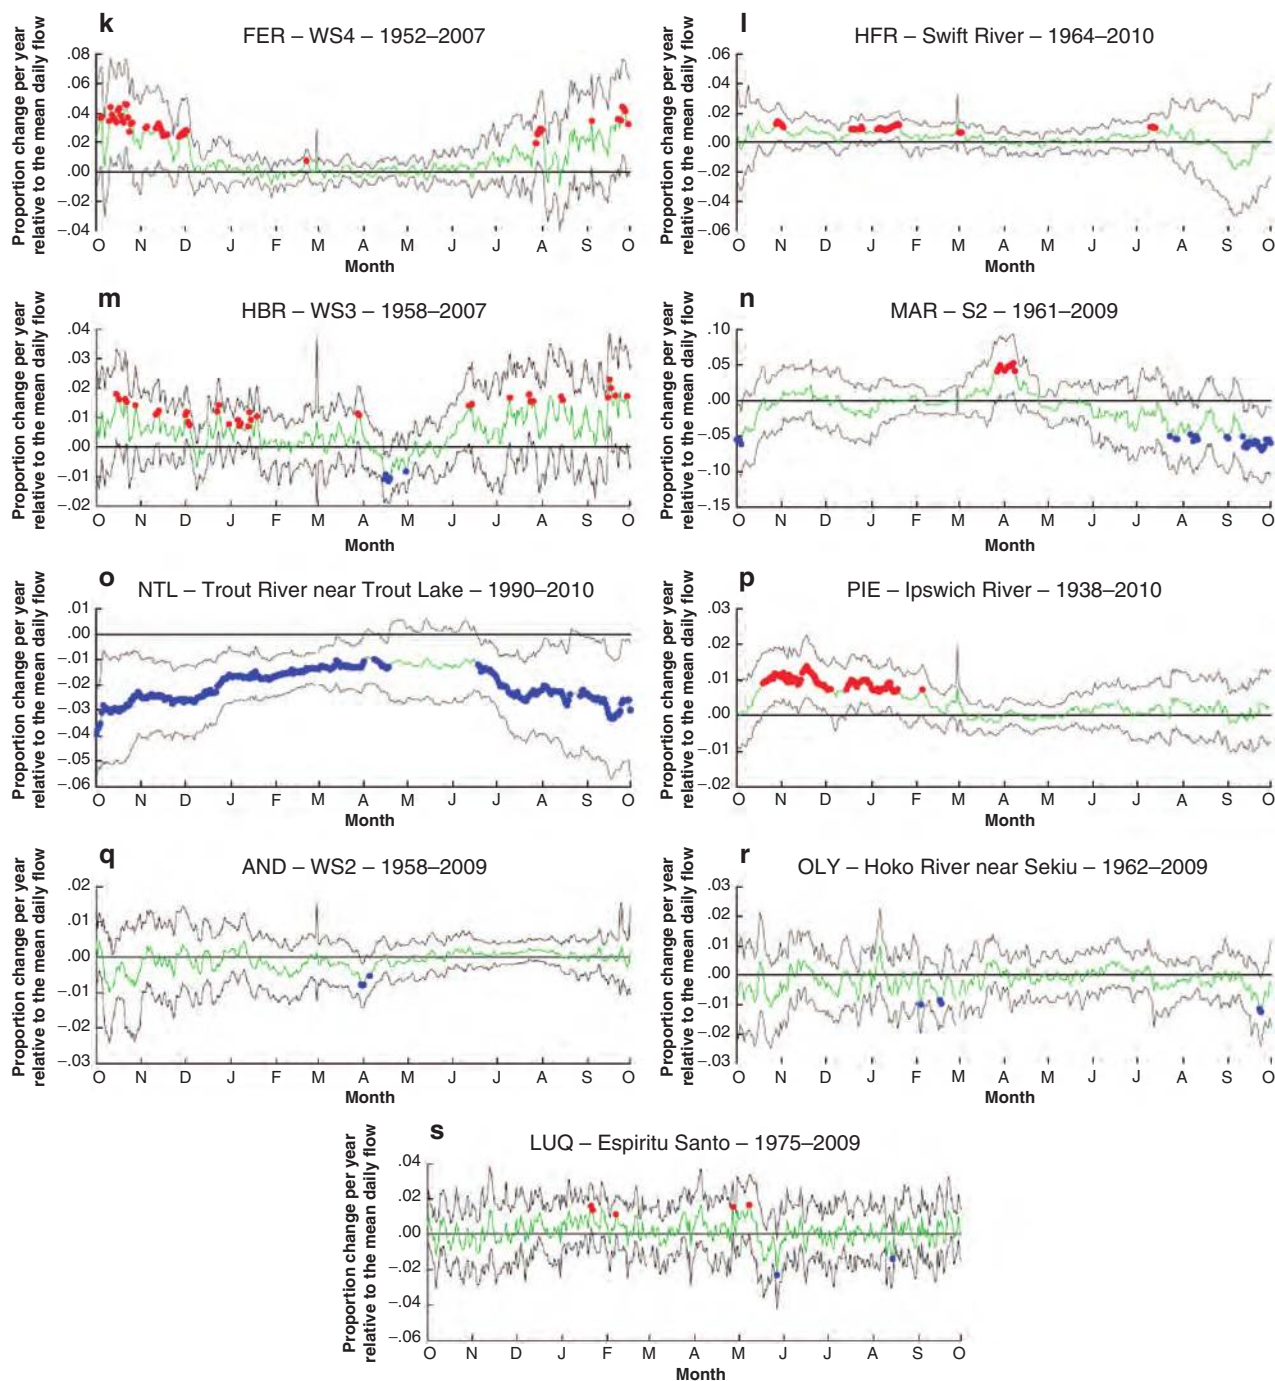 k
FER – WS4 – 1952–2007
Proportion change per year
relative to the mean daily flow
.08
.06
.04
.02
.00
–.02
–.04
O N D J F M A M J J A S O
Month
l
HFR – Swift River – 1964–2010
Proportion change per year
relative to the mean daily flow
.06
.04
.02
.00
–.02
–.04
–.06
O N D J F M A M J J A S O
Month
m
HBR – WS3 – 1958–2007
Proportion change per year
relative to the mean daily flow
.04
.03
.02
.01
.00
–.01
–.02
O N D J F M A M J J A S O
Month
n
MAR – S2 – 1961–2009
Proportion change per year
relative to the mean daily flow
.10
.05
.00
–.05
–.10
–.15
O N D J F M A M J J A S O
Month
o
NTL – Trout River near Trout Lake – 1990–2010
Proportion change per year
relative to the mean daily flow
.01
.00
–.01
–.02
–.03
–.04
–.05
–.06
O N D J F M A M J J A S O
Month
p
PIE – Ipswich River – 1938–2010
Proportion change per year
relative to the mean daily flow
.03
.02
.01
.00
–.01
–.02
O N D J F M A M J J A S O
Month
q
AND – WS2 – 1958–2009
Proportion change per year
relative to the mean daily flow
.02
.01
.00
–.01
–.02
–.03
O N D J F M A M J J A S O
Month
r
OLY – Hoko River near Sekiu – 1962–2009
Proportion change per year
relative to the mean daily flow
.03
.02
.01
.00
–.01
–.02
–.03
O N D J F M A M J J A S O
Month
s
LUQ – Espiritu Santo – 1975–2009
Proportion change per year
relative to the mean daily flow
.04
.02
.00
–.02
–.04
–.06
O N D J F M A M J J A S O
Month